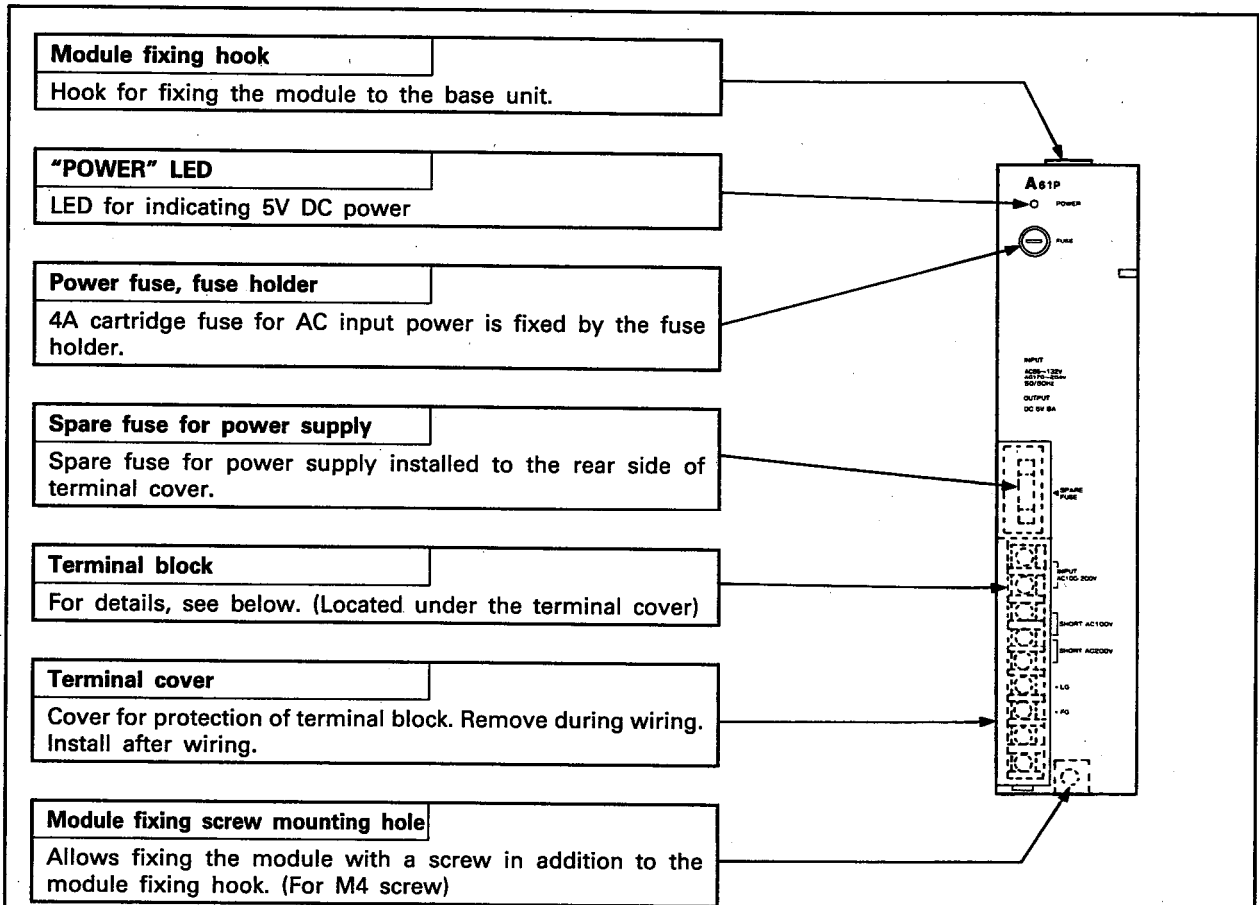 Module fixing hook
Hook for fixing the module to the base unit.
"POWER" LED
LED for indicating 5V DC power
Power fuse, fuse holder
4A cartridge fuse for AC input power is fixed by the fuse
holder.
Spare fuse for power supply
Spare fuse for power supply installed to the rear side of
terminal cover.
Terminal block
For details, see below. (Located under the terminal cover)
Terminal cover
Cover for protection of terminal block. Remove during wiring.
Install after wiring.
Module fixing screw mounting hole
Allows fixing the module with a screw in addition to the
module fixing hook. (For M4 screw)
A61P
POWER
FUSE
INPUT
50/60Hz
OUTPUT
DC 5V 8A
SPARE
FUSE
INPUT
AC100/200V
SHORT AC100V
SHORT AC200V
LG
FG